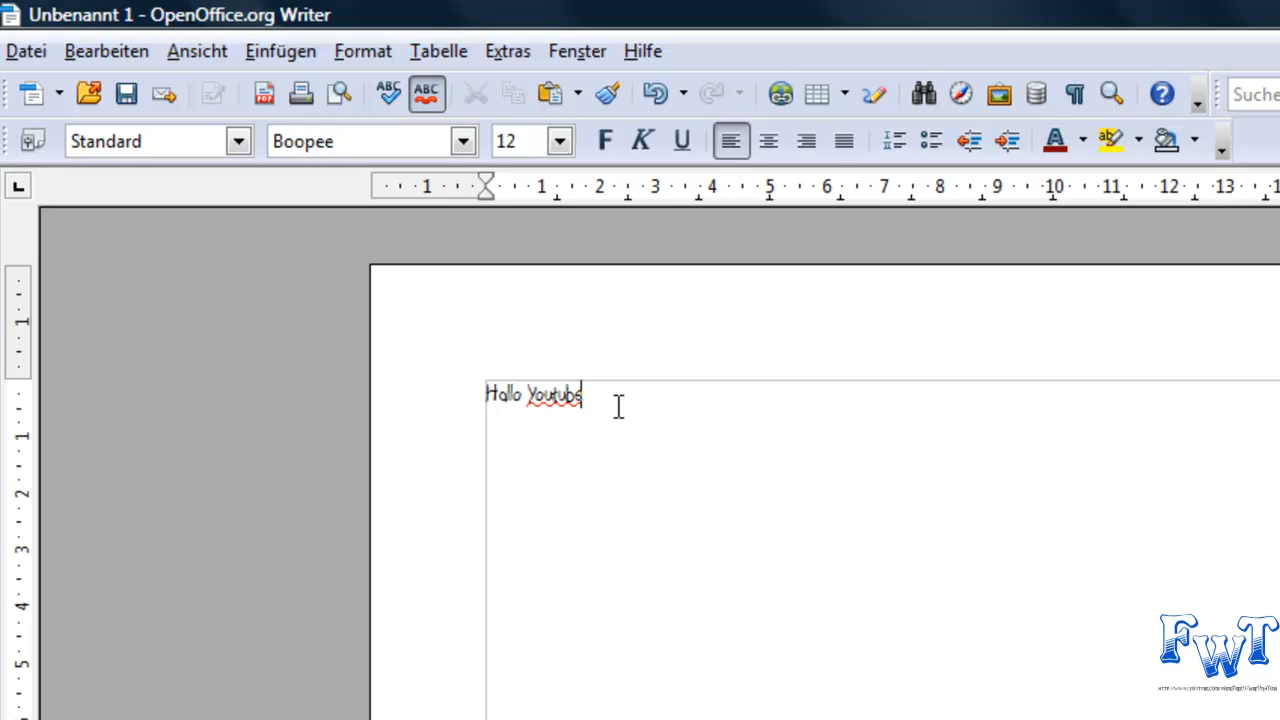 Unbenannt 1 - OpenOffice.org Writer
Datei Bearbeiten Ansicht Einfügen Format Tabelle Extras Fenster Hilfe
ABC ABC Suche
Standard Boopee 12 F K U A
1 1 2 3 4 5 6 7 8 9 10 11 12 13
Hallo Youtube
1
1
2
3
4
5
FWT